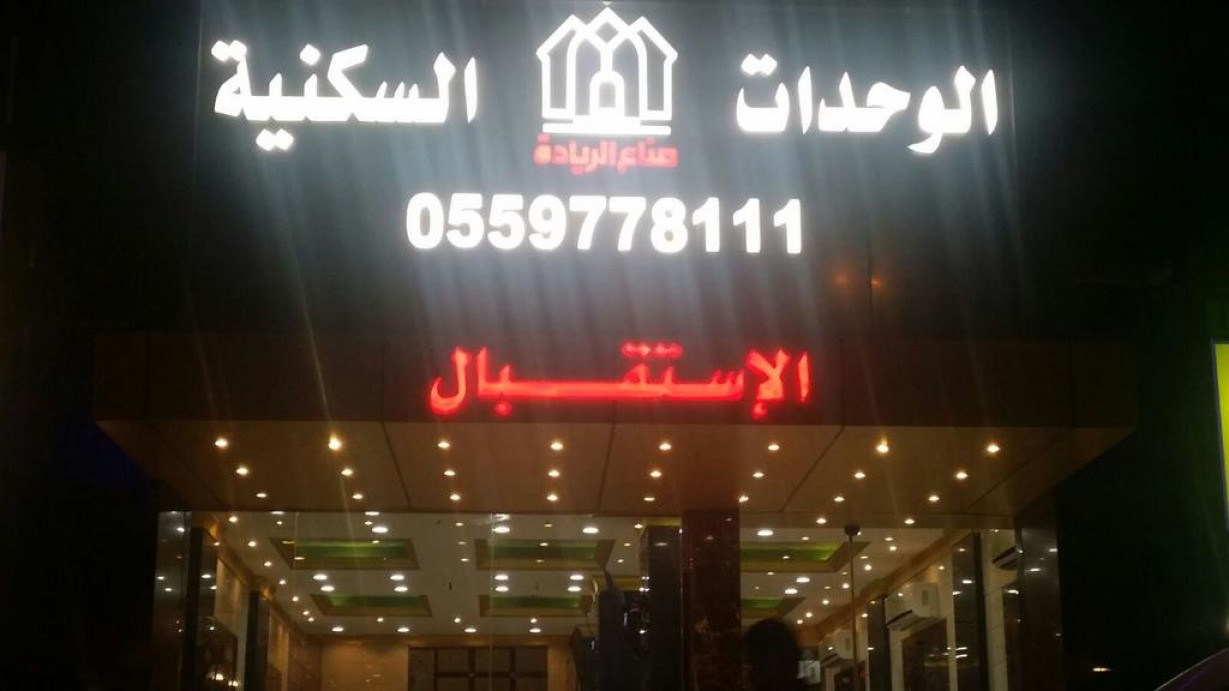 الوحدات السكنية
صناع الريادة
0559778111
الإستقبال